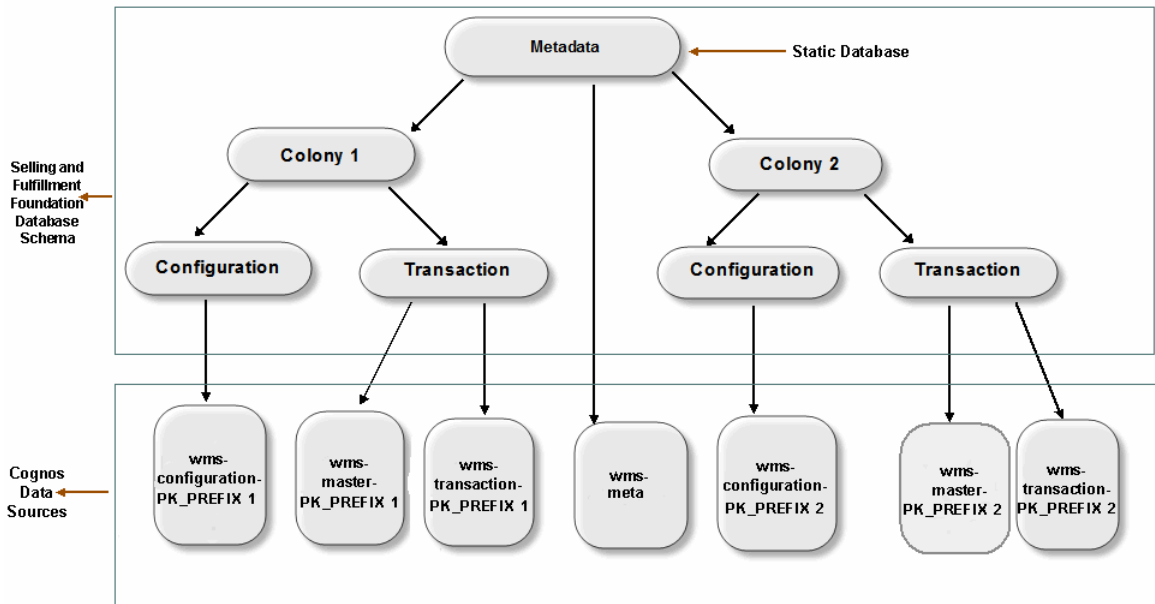 Metadata
Static Database
Colony 1
Colony 2
Selling and
Fulfillment
Foundation
Database
Schema
Configuration
Transaction
Configuration
Transaction
Cognos
Data
Sources
wms-
configuration-
PK_PREFIX 1
wms-
master-
PK_PREFIX 1
wms-
transaction-
PK_PREFIX 1
wms-
meta
wms-
configuration-
PK_PREFIX 2
wms-
master-
PK_PREFIX 2
wms-
transaction-
PK_PREFIX 2